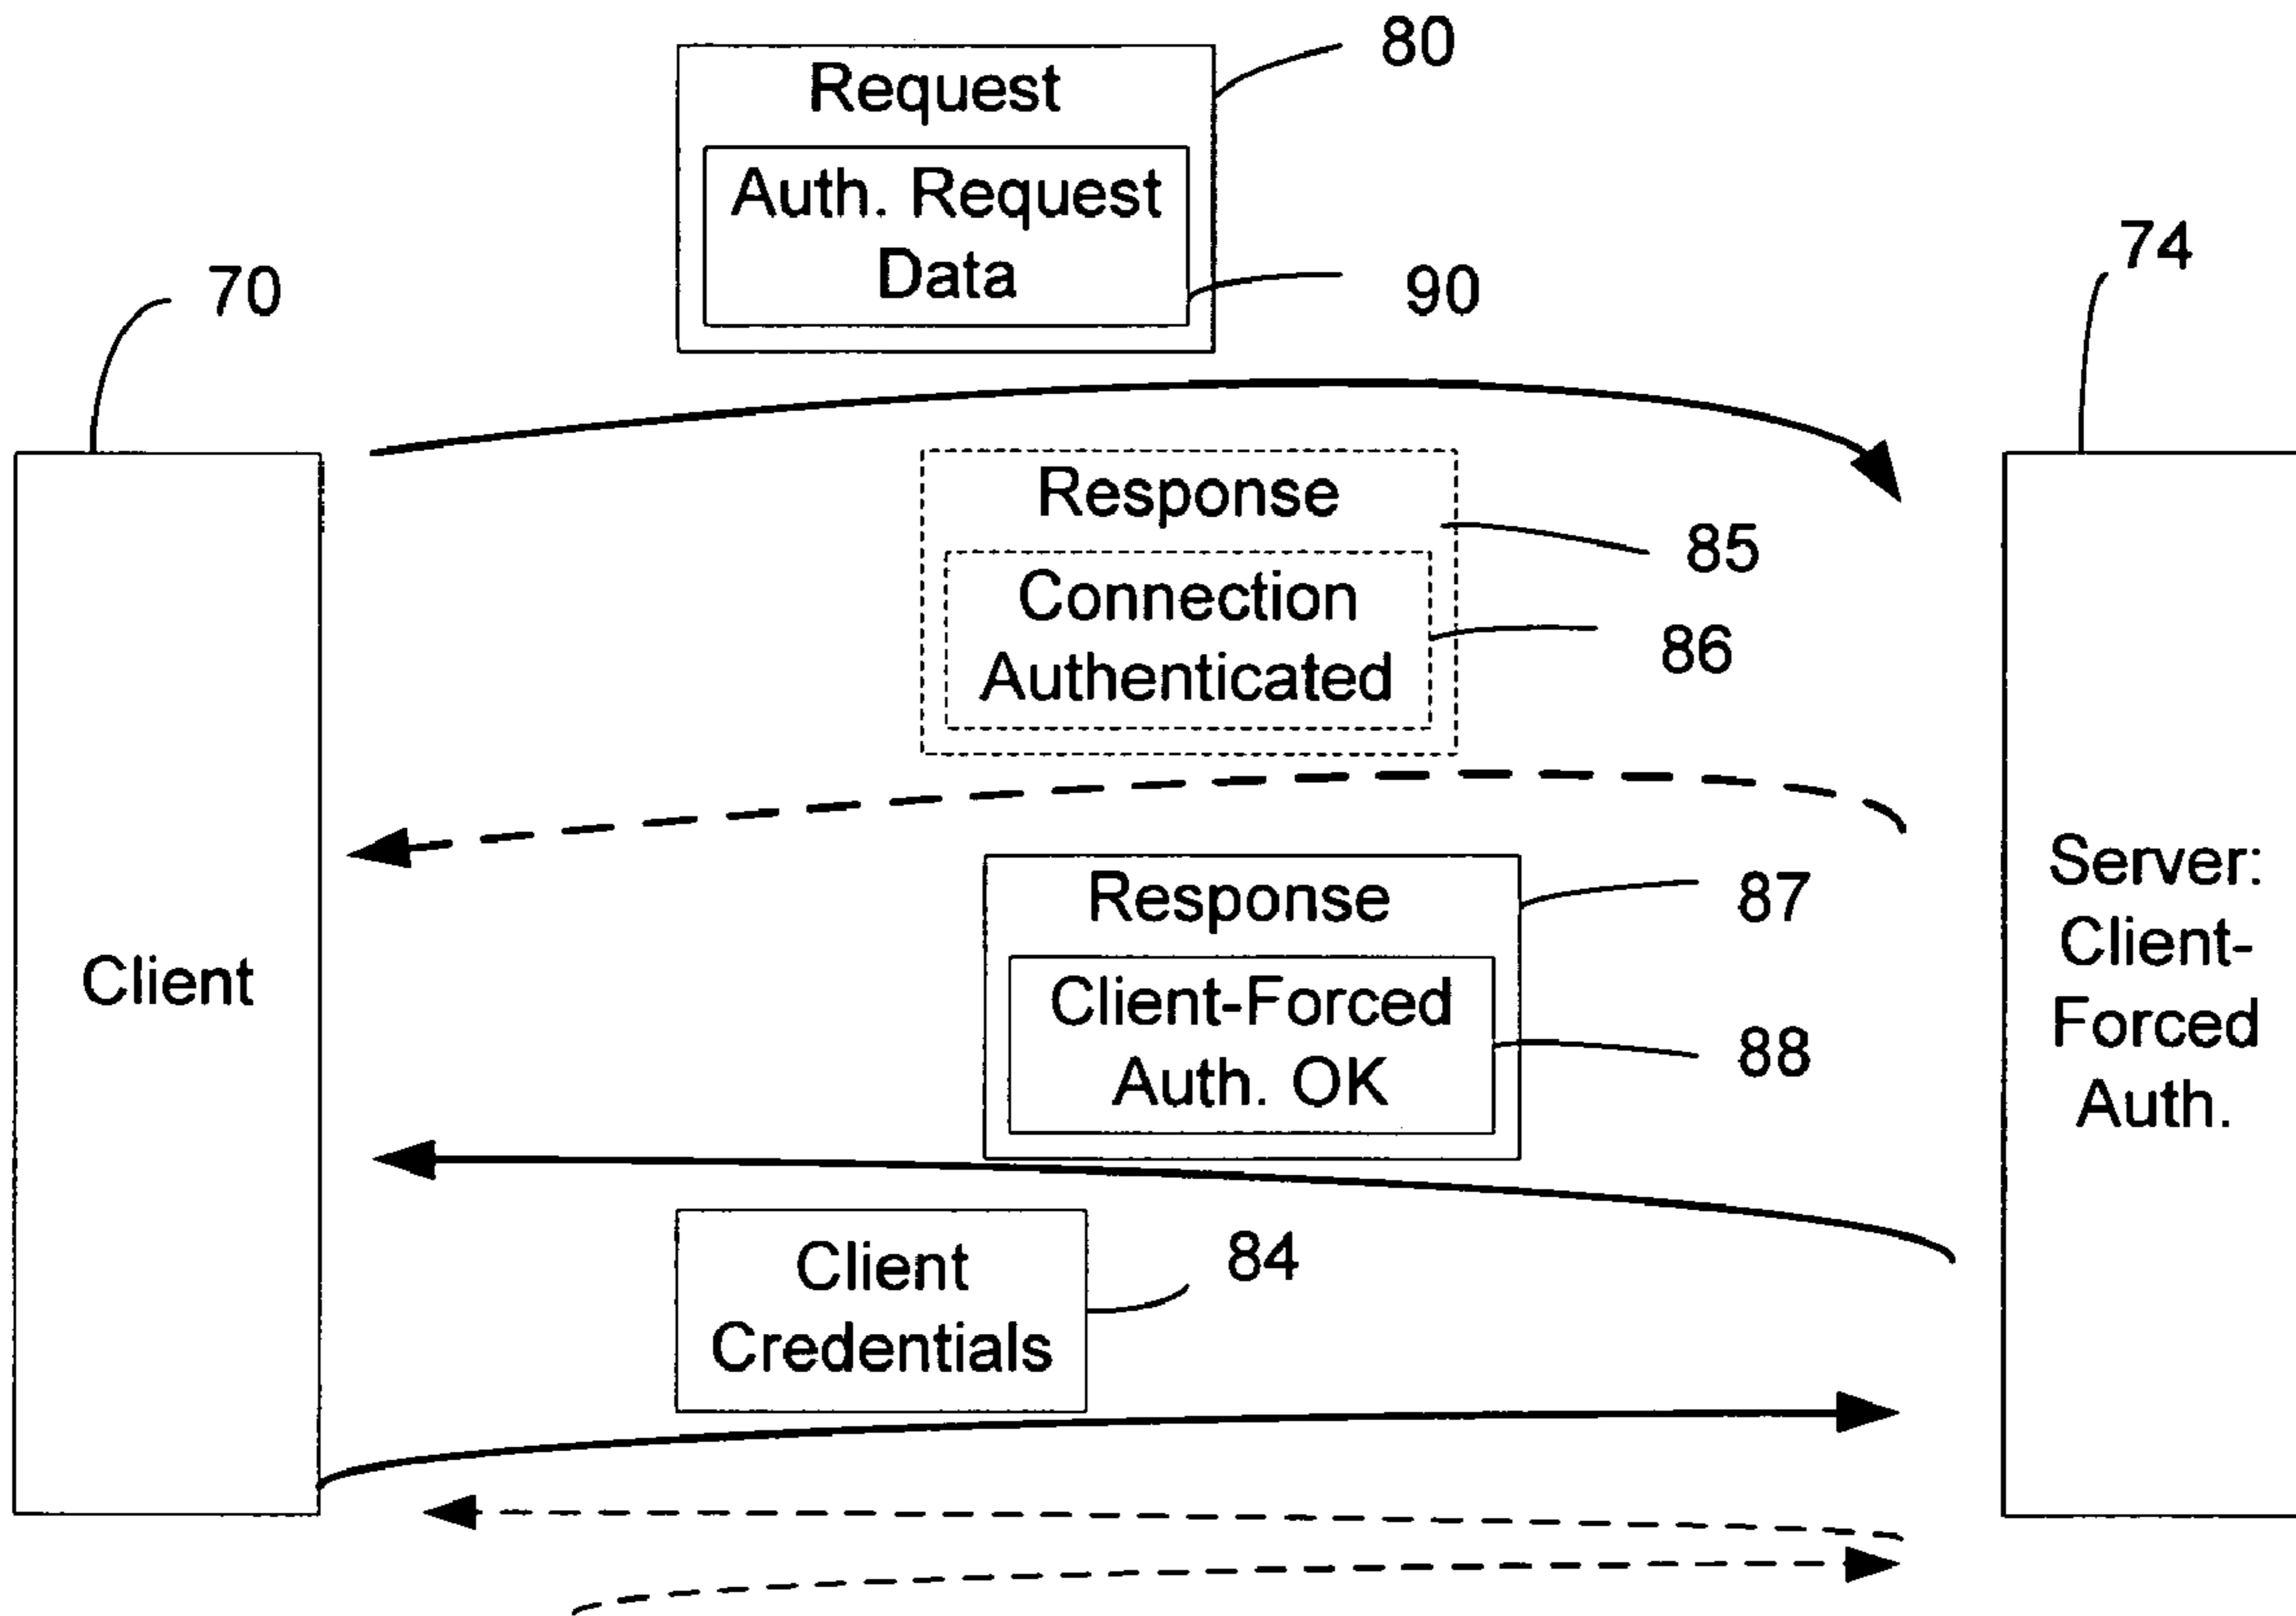 80
Request
Auth. Request
Data
90
70
74
Response
85
Connection
Authenticated
86
Response
87
Client-Forced
Auth. OK
88
Client
Server:
Client-
Forced
Auth.
Client
Credentials
84